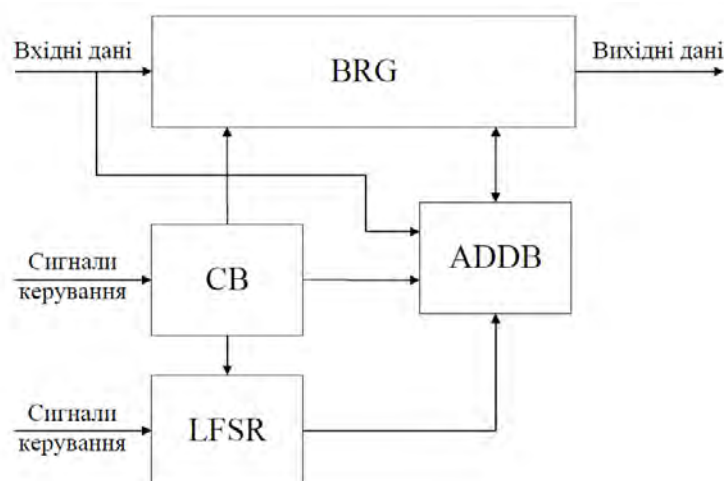 Вхідні дані
BRG
Вихідні дані
Сигнали
керування
CB
ADDB
Сигнали
керування
LFSR